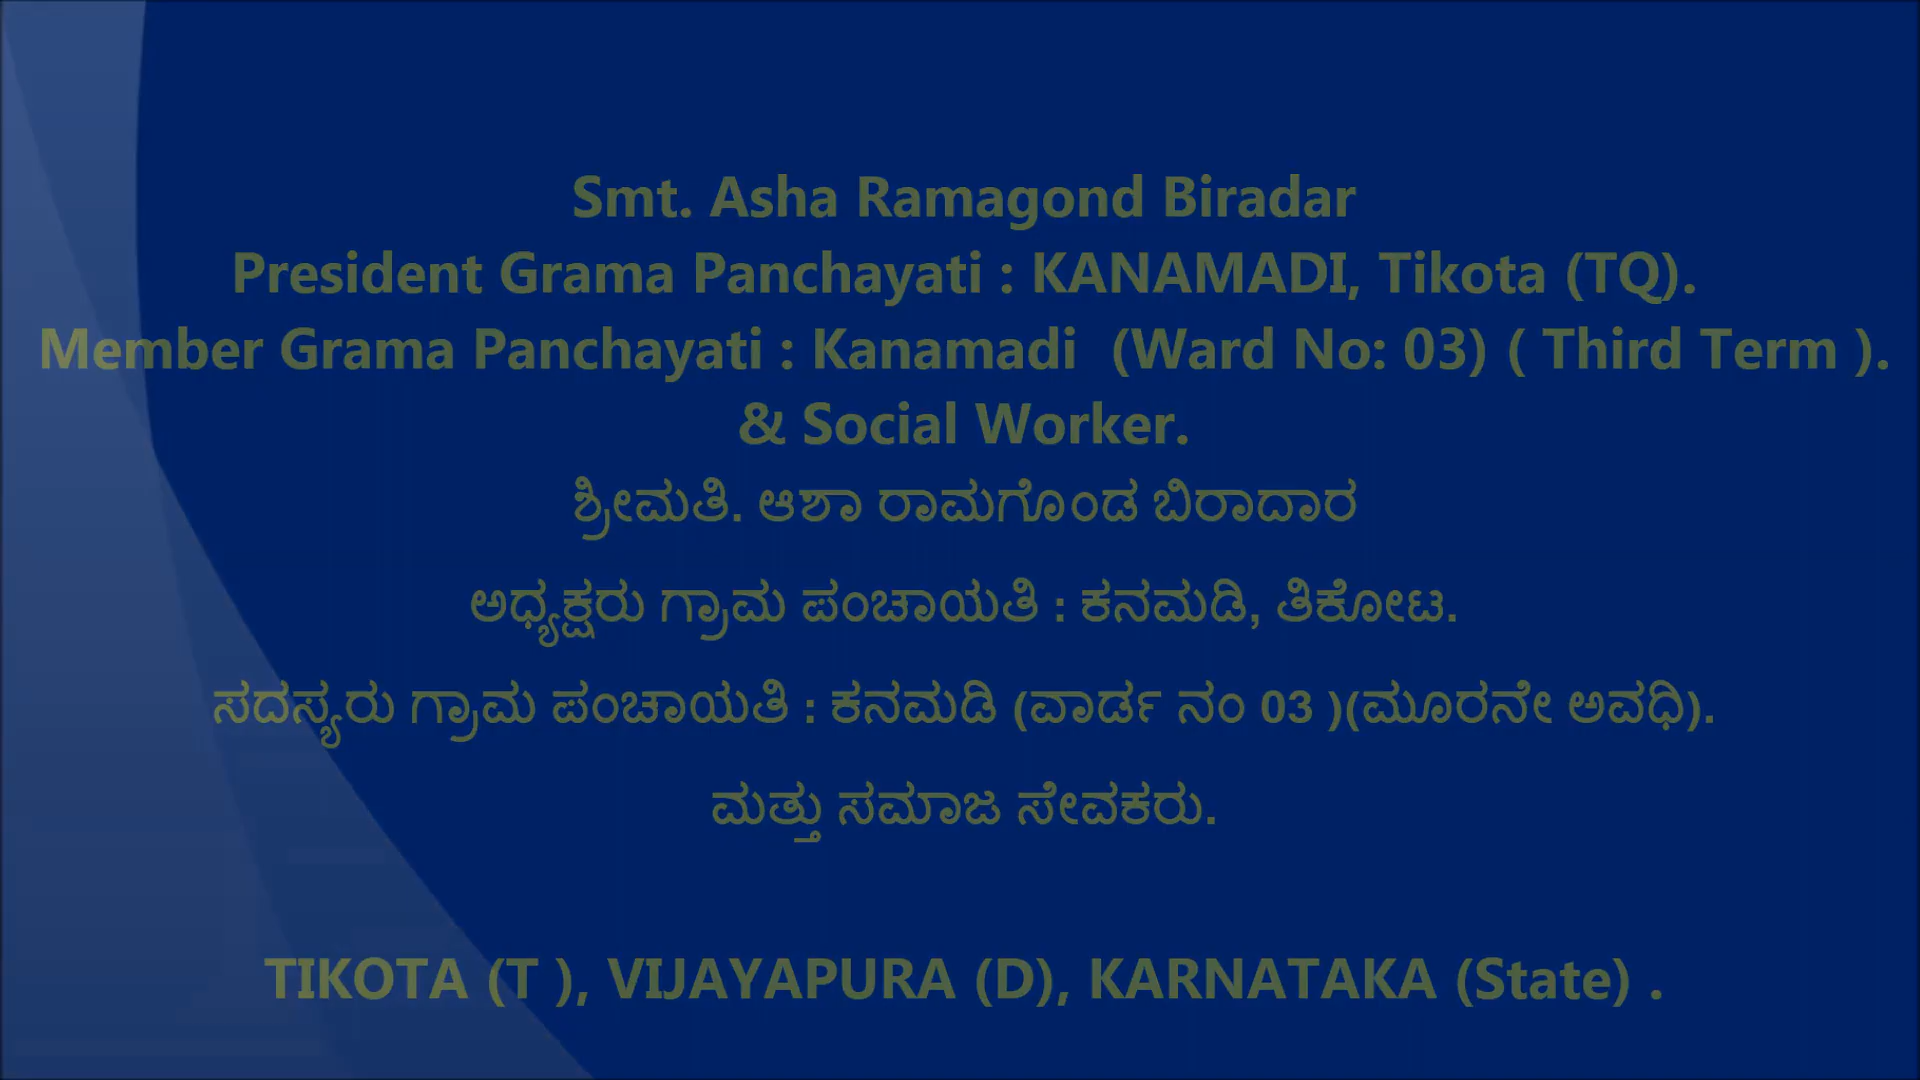 Smt. Asha Ramagond Biradar
President Grama Panchayati : KANAMADI, Tikota (TQ).
Member Grama Panchayati : Kanamadi  (Ward No: 03) ( Third Term ).
& Social Worker.
ಶ್ರೀಮತಿ. ಆಶಾ ರಾಮಗೊಂಡ ಬಿರಾದಾರ
ಅಧ್ಯಕ್ಷರು ಗ್ರಾಮ ಪಂಚಾಯತಿ : ಕನಮಡಿ, ತಿಕೋಟ.
ಸದಸ್ಯರು ಗ್ರಾಮ ಪಂಚಾಯತಿ : ಕನಮಡಿ (ವಾರ್ಡ ನಂ 03 )(ಮೂರನೇ ಅವಧಿ).
ಮತ್ತು ಸಮಾಜ ಸೇವಕರು.
TIKOTA (T ), VIJAYAPURA (D), KARNATAKA (State) .